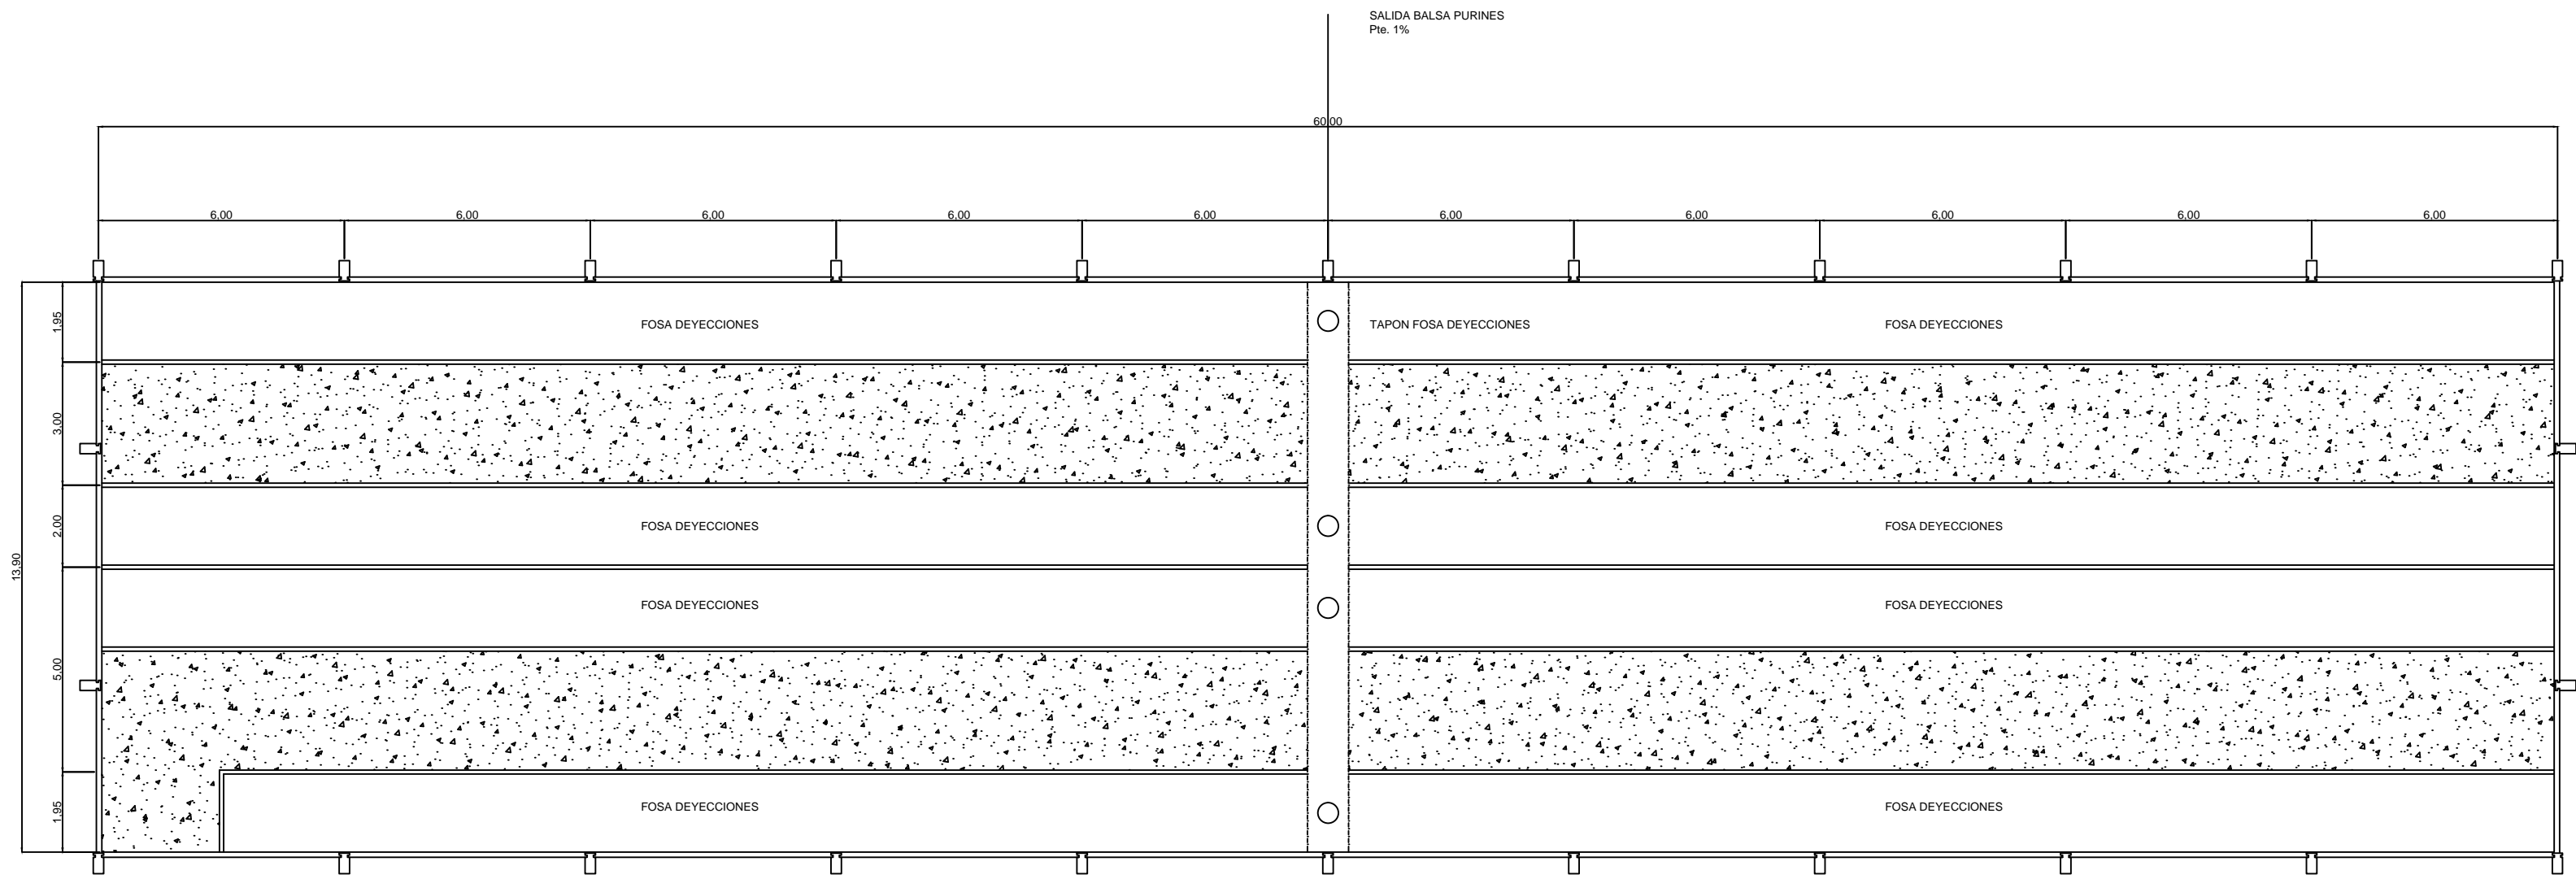 SALIDA BALSA PURINES
Pte. 1%
60,00
6,00
6,00
6,00
6,00
6,00
6,00
6,00
6,00
6,00
6,00
1,95
FOSA DEYECCIONES
TAPON FOSA DEYECCIONES
FOSA DEYECCIONES
3,00
2,00
FOSA DEYECCIONES
FOSA DEYECCIONES
13,90
FOSA DEYECCIONES
FOSA DEYECCIONES
5,00
1,95
FOSA DEYECCIONES
FOSA DEYECCIONES